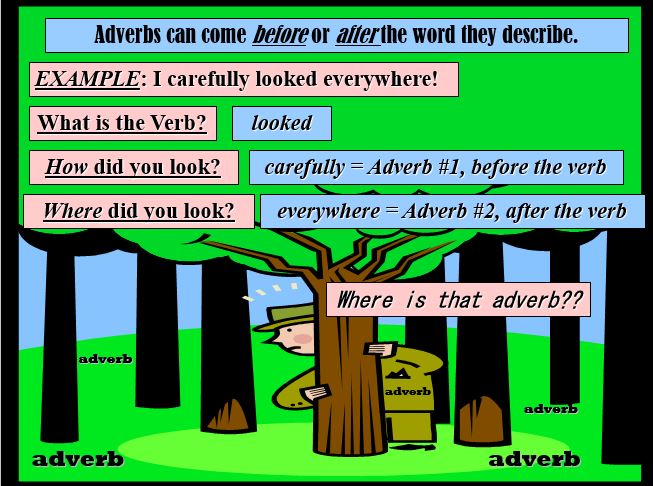 Adverbs can come before or after the word they describe.
EXAMPLE: I carefully looked everywhere!
What is the Verb? looked
How did you look? carefully = Adverb #1, before the verb
Where did you look? everywhere = Adverb #2, after the verb
Where is that adverb??
adverb
adverb
adverb
adverb
adverb